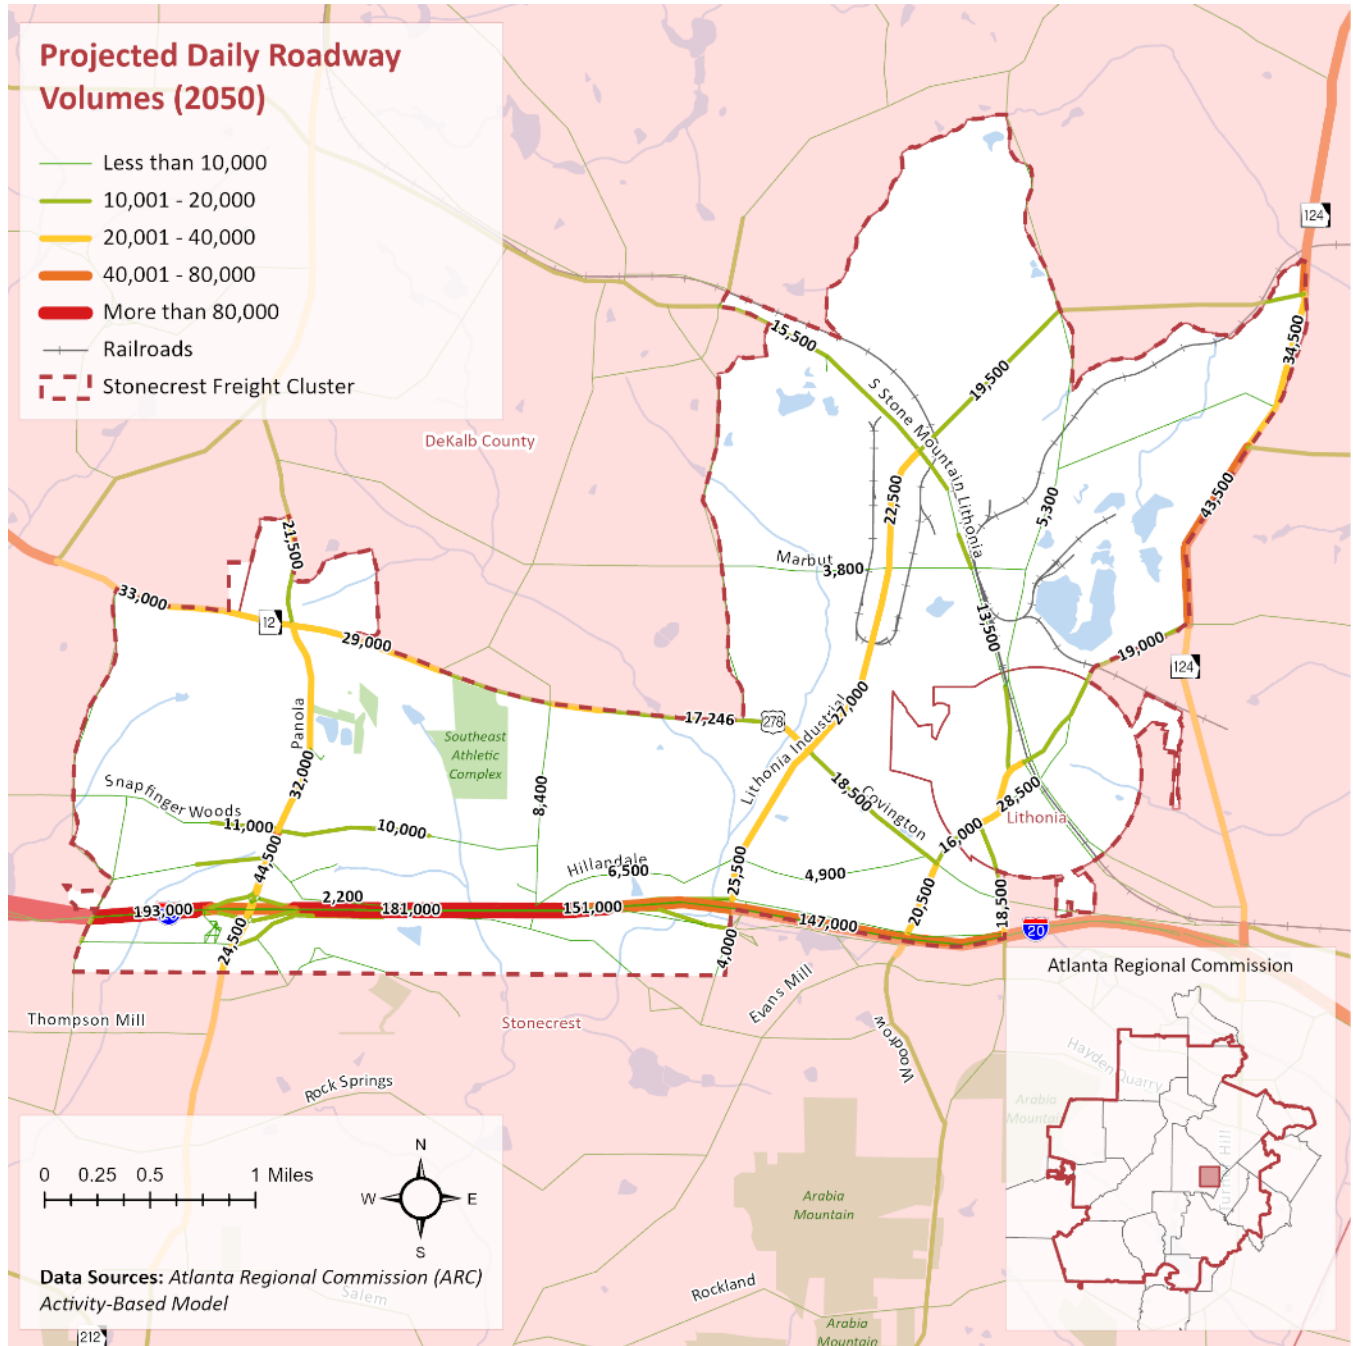 Projected Daily Roadway
Volumes (2050)
Less than 10,000
10,001 - 20,000
20,001 - 40,000
40,001 - 80,000
More than 80,000
Railroads
Stonecrest Freight Cluster
124
15,500
34,500
19,500
S Stone Mountain Lithonia
DeKalb County
22,500
5,300
43,500
21,500
Marbut
3,800
33,000
12
29,000
13,500
19,000
124
Panola
17,246
278
27,000
Lithonia Industrial
Southeast
Athletic
Complex
32,000
8,400
Snapfinger Woods
11,000
10,000
18,500
Covington
28,500
Lithonia
16,000
44,500
Hillandale
6,500
4,900
25,500
20,500
18,500
2,200
193,000
181,000
151,000
147,000
20
24,500
4,000
Evans Mill
Woodrow
Thompson Mill
Stonecrest
Rock Springs
Atlanta Regional Commission
Hayden Quarry
Arabia
Mountain
Hill
0 0.25 0.5 1 Miles
N
W E
S
Arabia
Mountain
Data Sources: Atlanta Regional Commission (ARC)
Activity-Based Model
Salem
212
Rockland
Arabia
Mountain